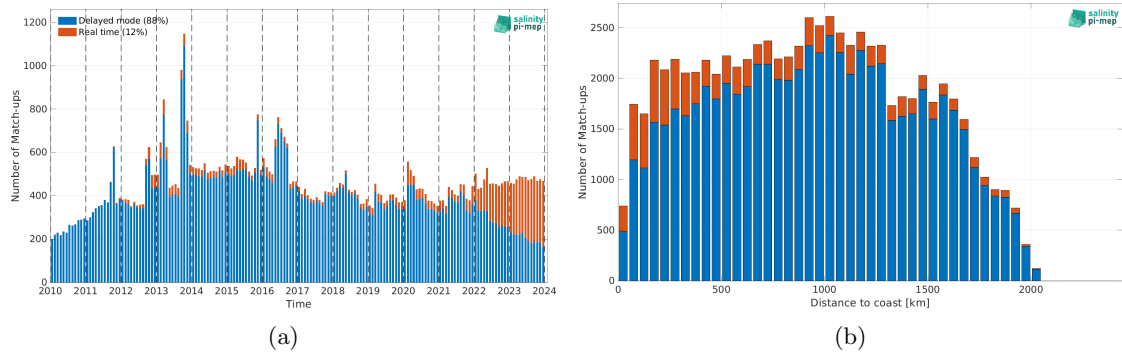 Delayed mode (88%)
Real time (12%)
salinity
pi-mep
Number of Match-ups
1200
1000
800
600
400
200
0
2010 2011 2012 2013 2014 2015 2016 2017 2018 2019 2020 2021 2022 2023 2024
Time
(a)
salinity
pi-mep
Number of Match-ups
2500
2000
1500
1000
500
0
0 500 1000 1500 2000
Distance to coast [km]
(b)